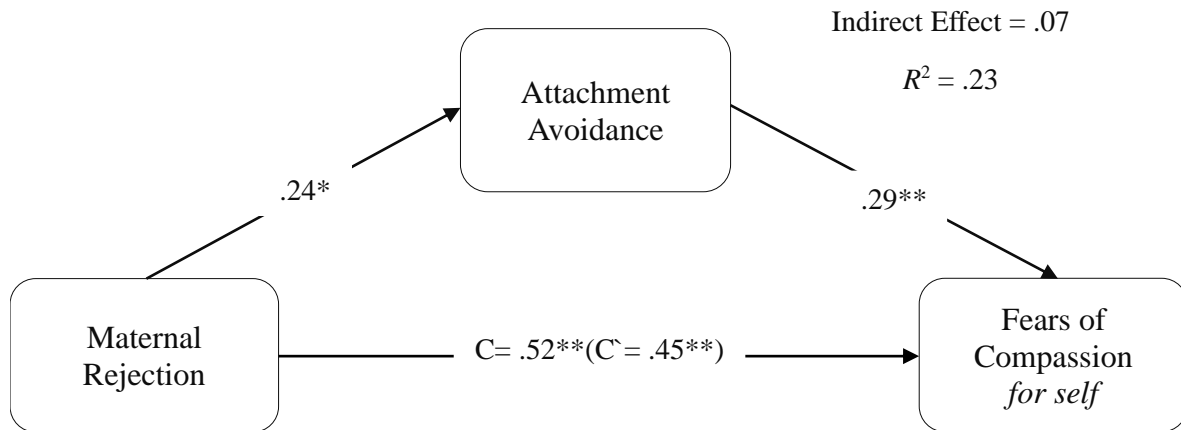 Indirect Effect = .07
R² = .23
Attachment
Avoidance
.24*
.29**
Maternal
Rejection
C= .52**(C`= .45**)
Fears of
Compassion
for self